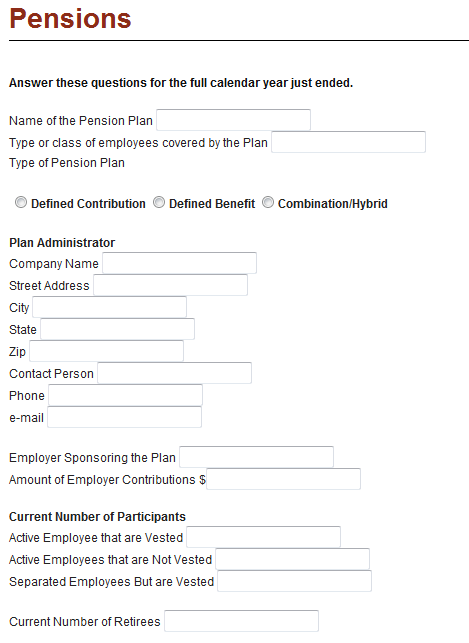 Pensions
Answer these questions for the full calendar year just ended.
Name of the Pension Plan
Type or class of employees covered by the Plan
Type of Pension Plan
Defined Contribution Defined Benefit Combination/Hybrid
Plan Administrator
Company Name
Street Address
City
State
Zip
Contact Person
Phone
e-mail
Employer Sponsoring the Plan
Amount of Employer Contributions $
Current Number of Participants
Active Employee that are Vested
Active Employees that are Not Vested
Separated Employees But are Vested
Current Number of Retirees